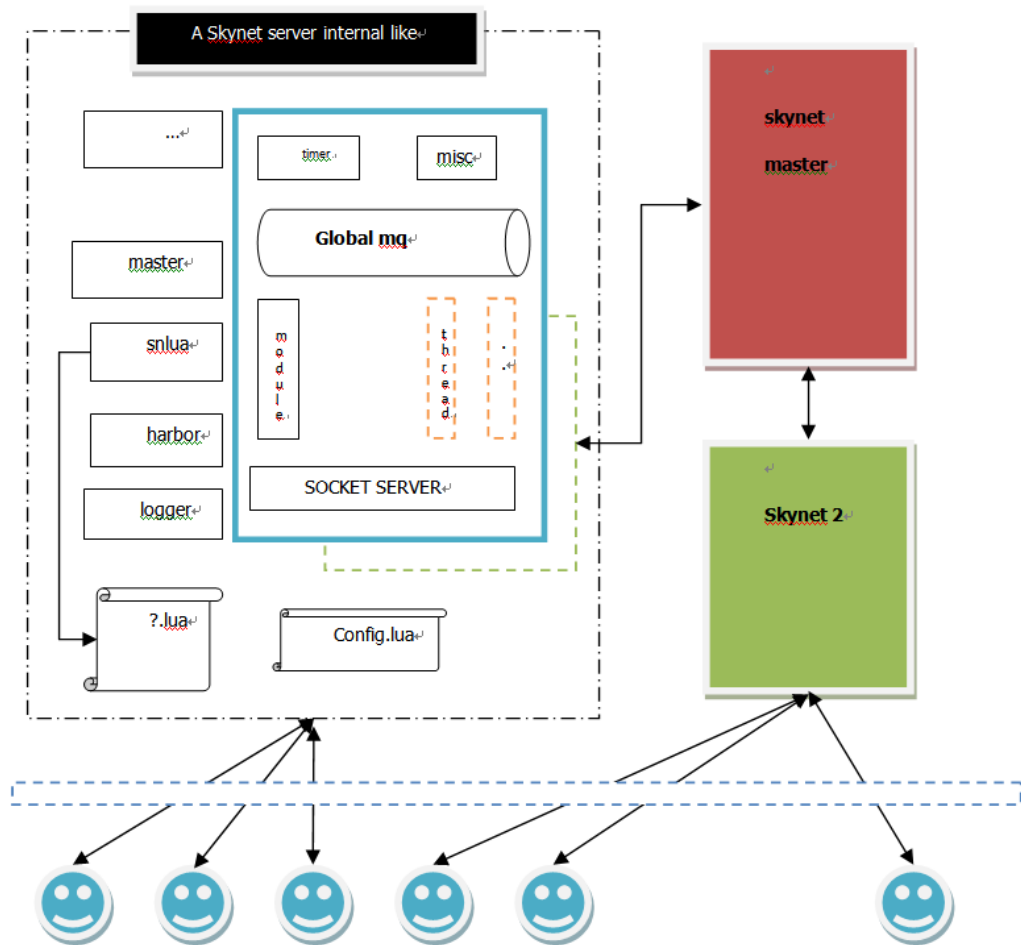 A Skynet server internal like
...
timer
misc
Global mq
master
snlua
harbor
logger
module
thread
..
SOCKET SERVER
?.lua
Config.lua
skynet
master
Skynet 2